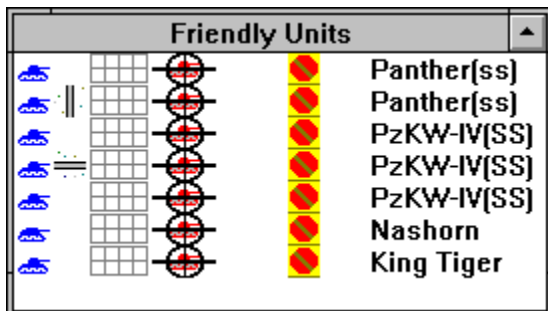 Friendly Units
Panther(ss)
Panther(ss)
PzKW-IV(SS)
PzKW-IV(SS)
PzKW-IV(SS)
Nashorn
King Tiger